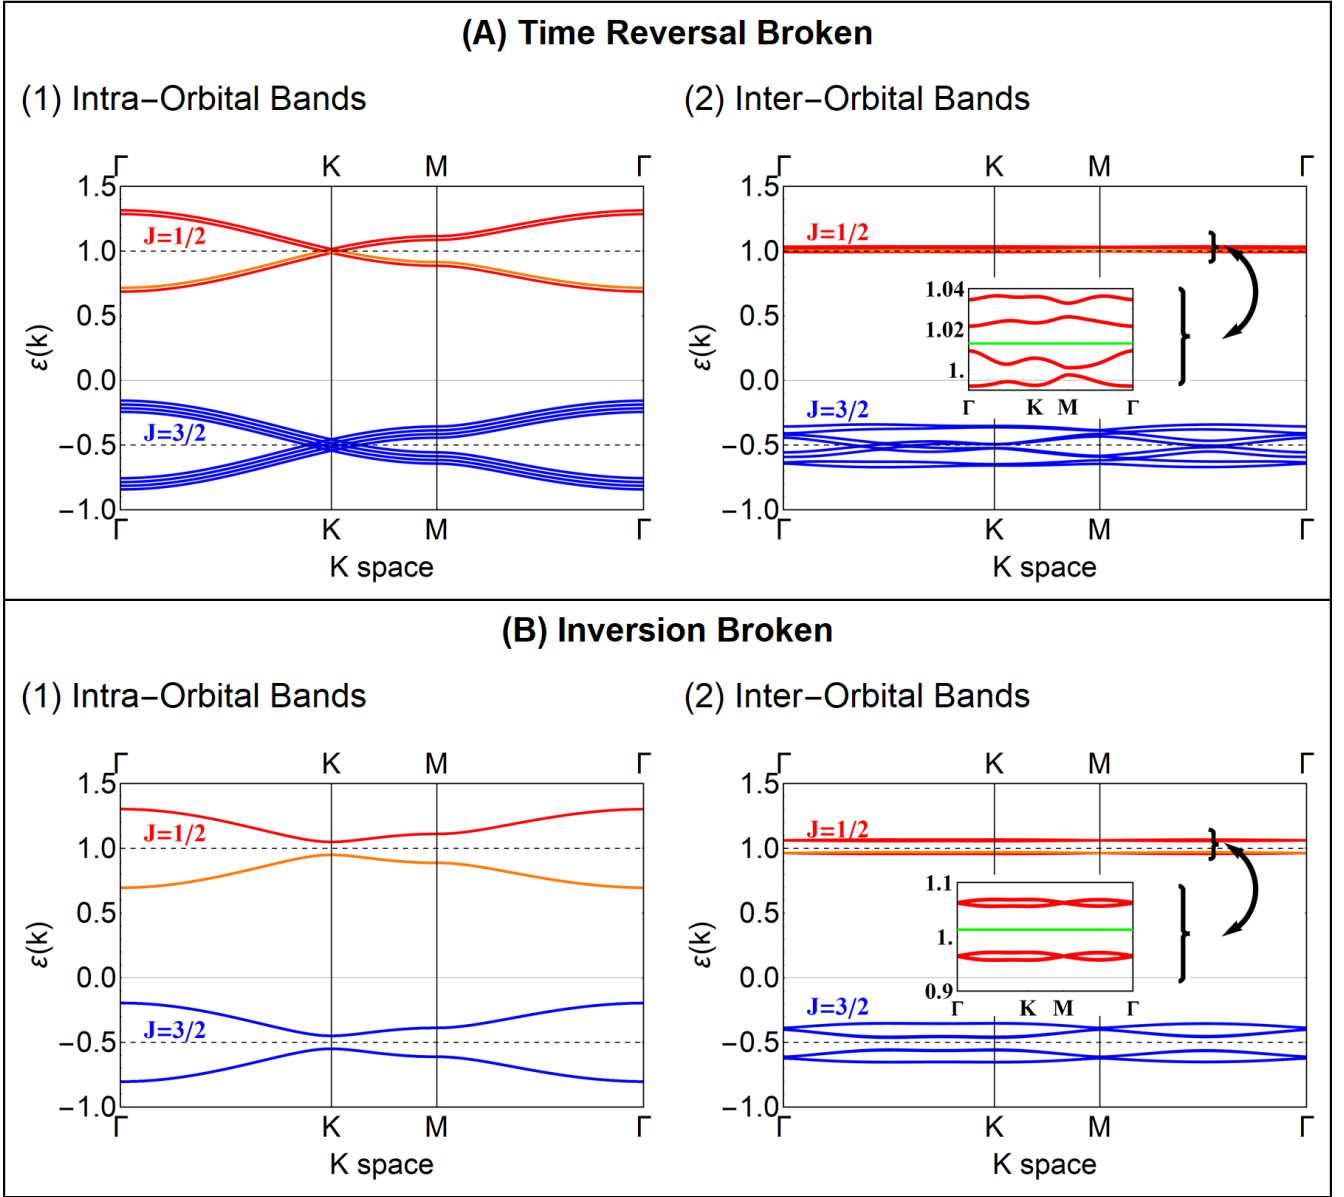 (A) Time Reversal Broken
(1) Intra−Orbital Bands
(2) Inter−Orbital Bands
Γ K M Γ
Γ K M Γ
1.5
1.0
0.5
0.0
−0.5
−1.0
ε(k)
J=1/2
J=3/2
Γ K M Γ
K space
1.5
1.0
0.5
0.0
−0.5
−1.0
ε(k)
J=1/2
1.04
1.02
1.
Γ K M Γ
J=3/2
Γ K M Γ
K space
(B) Inversion Broken
(1) Intra−Orbital Bands
(2) Inter−Orbital Bands
Γ K M Γ
Γ K M Γ
1.5
1.0
0.5
0.0
−0.5
−1.0
ε(k)
J=1/2
J=3/2
Γ K M Γ
K space
1.5
1.0
0.5
0.0
−0.5
−1.0
ε(k)
J=1/2
1.1
1.
0.9
Γ K M Γ
J=3/2
Γ K M Γ
K space